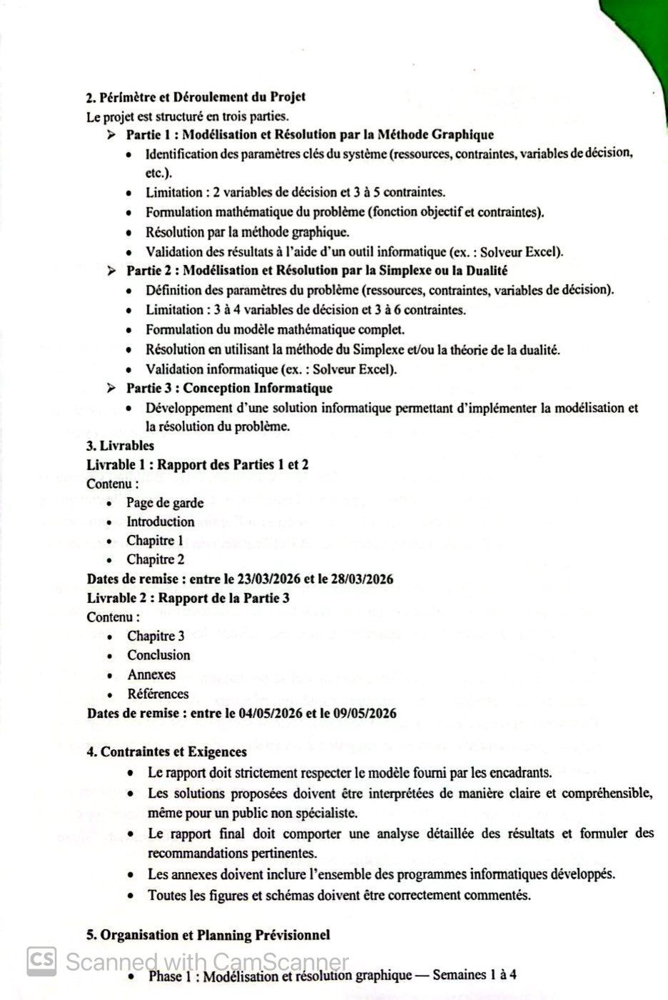 2. Périmètre et Déroulement du Projet
Le projet est structuré en trois parties.
➤ Partie 1 : Modélisation et Résolution par la Méthode Graphique
• Identification des paramètres clés du système (ressources, contraintes, variables de décision,
etc.).
• Limitation : 2 variables de décision et 3 à 5 contraintes.
• Formulation mathématique du problème (fonction objectif et contraintes).
• Résolution par la méthode graphique.
• Validation des résultats à l'aide d'un outil informatique (ex. : Solveur Excel).
➤ Partie 2 : Modélisation et Résolution par la Simplexe ou la Dualité
• Définition des paramètres du problème (ressources, contraintes, variables de décision).
• Limitation : 3 à 4 variables de décision et 3 à 6 contraintes.
• Formulation du modèle mathématique complet.
• Résolution en utilisant la méthode du Simplexe et/ou la théorie de la dualité.
• Validation informatique (ex. : Solveur Excel).
➤ Partie 3 : Conception Informatique
• Développement d'une solution informatique permettant d'implémenter la modélisation et
la résolution du problème.
3. Livrables
Livrable 1 : Rapport des Parties 1 et 2
Contenu :
• Page de garde
• Introduction
• Chapitre 1
• Chapitre 2
Dates de remise : entre le 23/03/2026 et le 28/03/2026
Livrable 2 : Rapport de la Partie 3
Contenu :
• Chapitre 3
• Conclusion
• Annexes
• Références
Dates de remise : entre le 04/05/2026 et le 09/05/2026
4. Contraintes et Exigences
• Le rapport doit strictement respecter le modèle fourni par les encadrants.
• Les solutions proposées doivent être interprétées de manière claire et compréhensible,
même pour un public non spécialiste.
• Le rapport final doit comporter une analyse détaillée des résultats et formuler des
recommandations pertinentes.
• Les annexes doivent inclure l'ensemble des programmes informatiques développés.
• Toutes les figures et schémas doivent être correctement commentés.
5. Organisation et Planning Prévisionnel
CS Scanned with CamScanner
• Phase 1 : Modélisation et résolution graphique — Semaines 1 à 4